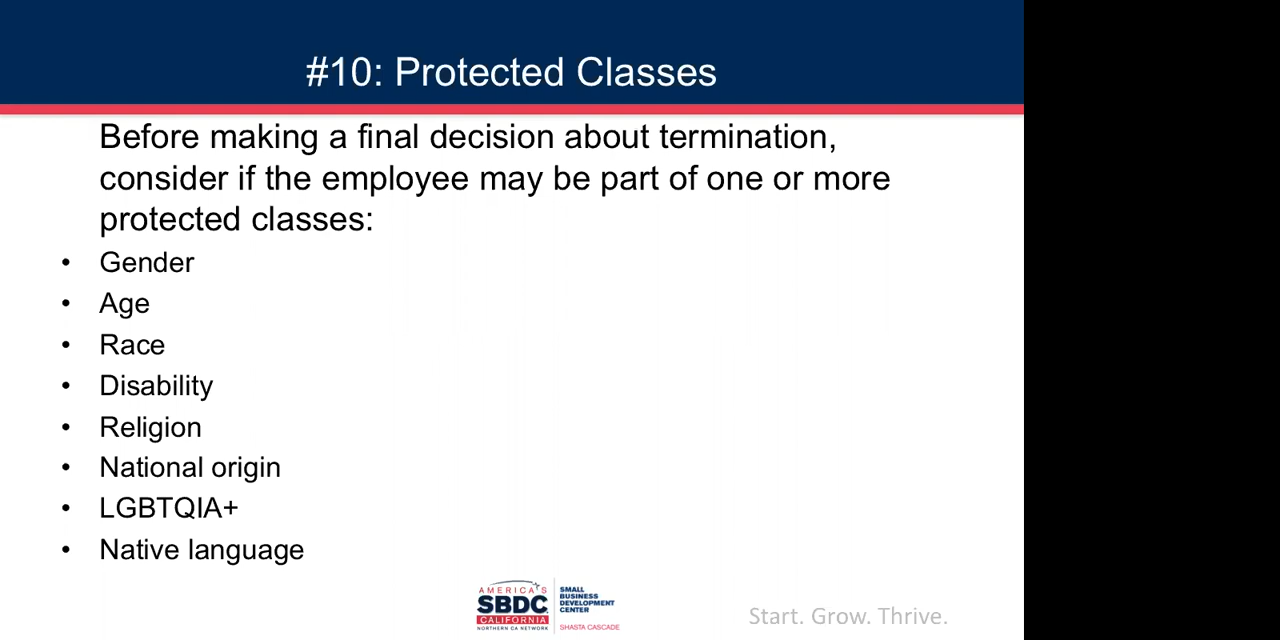 #10: Protected Classes
Before making a final decision about termination,
consider if the employee may be part of one or more
protected classes:
• Gender
• Age
• Race
• Disability
• Religion
• National origin
• LGBTQIA+
• Native language
AMERICA'S
SBDC
CALIFORNIA
NORTHERN CA NETWORK
SMALL
BUSINESS
DEVELOPMENT
CENTER
SHASTA CASCADE
Start. Grow. Thrive.